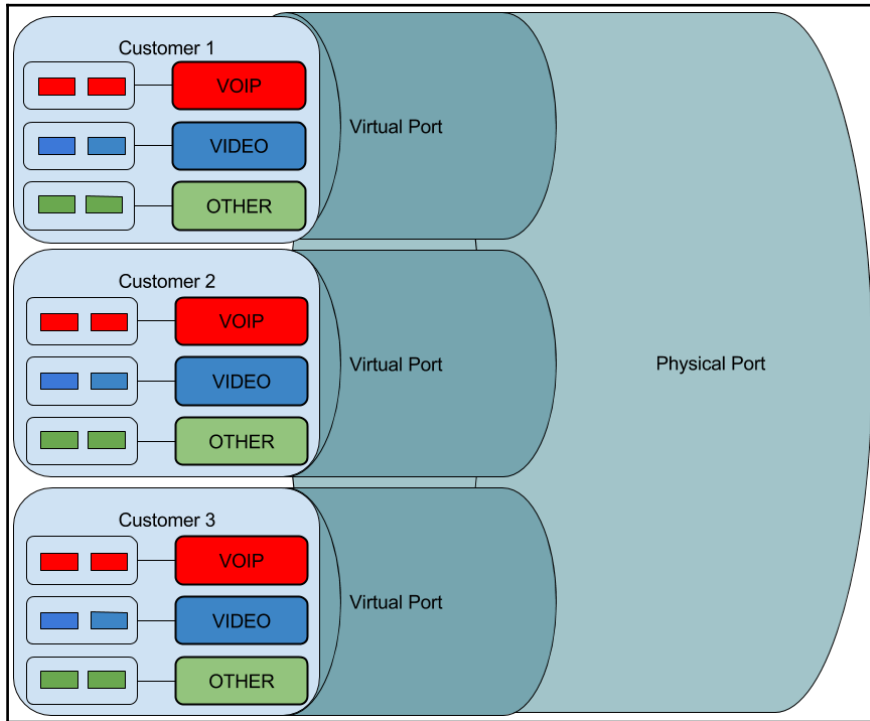 Customer 1
VOIP
VIDEO
OTHER
Virtual Port
Customer 2
VOIP
VIDEO
OTHER
Virtual Port
Physical Port
Customer 3
VOIP
VIDEO
OTHER
Virtual Port